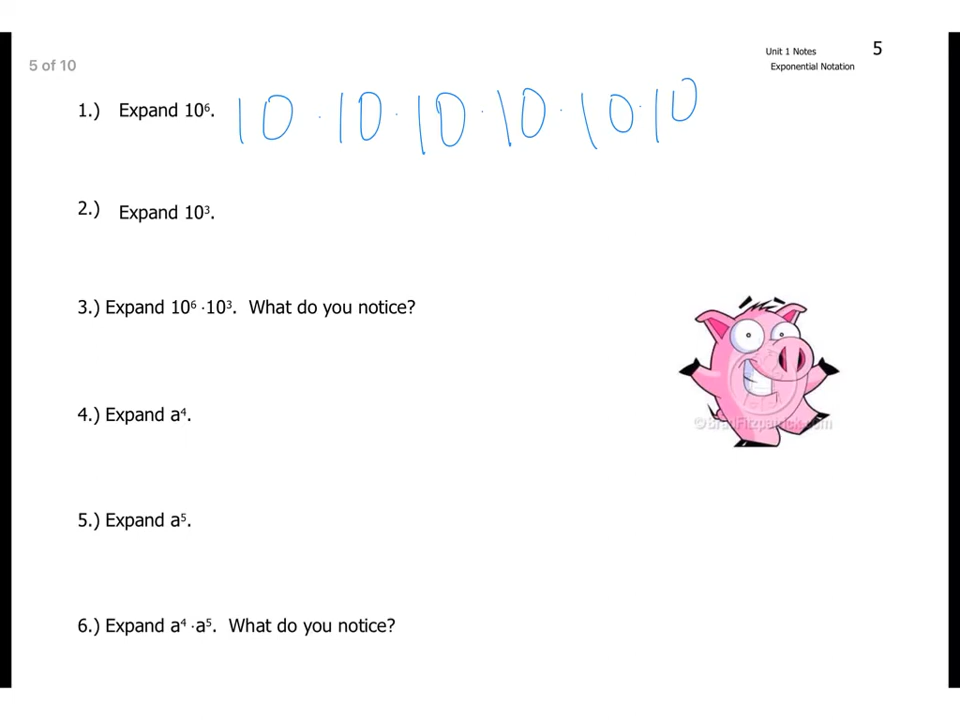 Unit 1 Notes 5
5 of 10
Exponential Notation
1.) Expand 10⁶. 10 · 10 · 10 · 10 · 10 · 10
2.) Expand 10³.
3.) Expand 10⁶ ·10³. What do you notice?
4.) Expand a⁴.
©BradFitzpatrick.com
5.) Expand a⁵.
6.) Expand a⁴ ·a⁵. What do you notice?